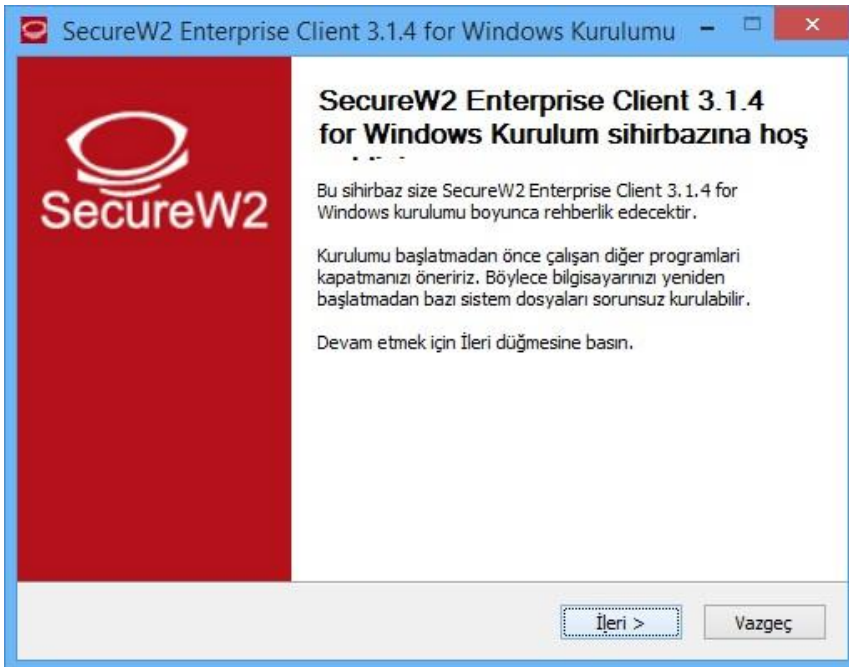 SecureW2 Enterprise Client 3.1.4 for Windows Kurulumu
SecureW2
SecureW2 Enterprise Client 3.1.4
for Windows Kurulum sihirbazına hoş
Bu sihirbaz size SecureW2 Enterprise Client 3.1.4 for
Windows kurulumu boyunca rehberlik edecektir.
Kurulumu başlatmadan önce çalışan diğer programlari
kapatmanızı öneririz. Böylece bilgisayarınızı yeniden
başlatmadan bazı sistem dosyaları sorunsuz kurulabilir.
Devam etmek için İleri düğmesine basın.
İleri >
Vazgeç